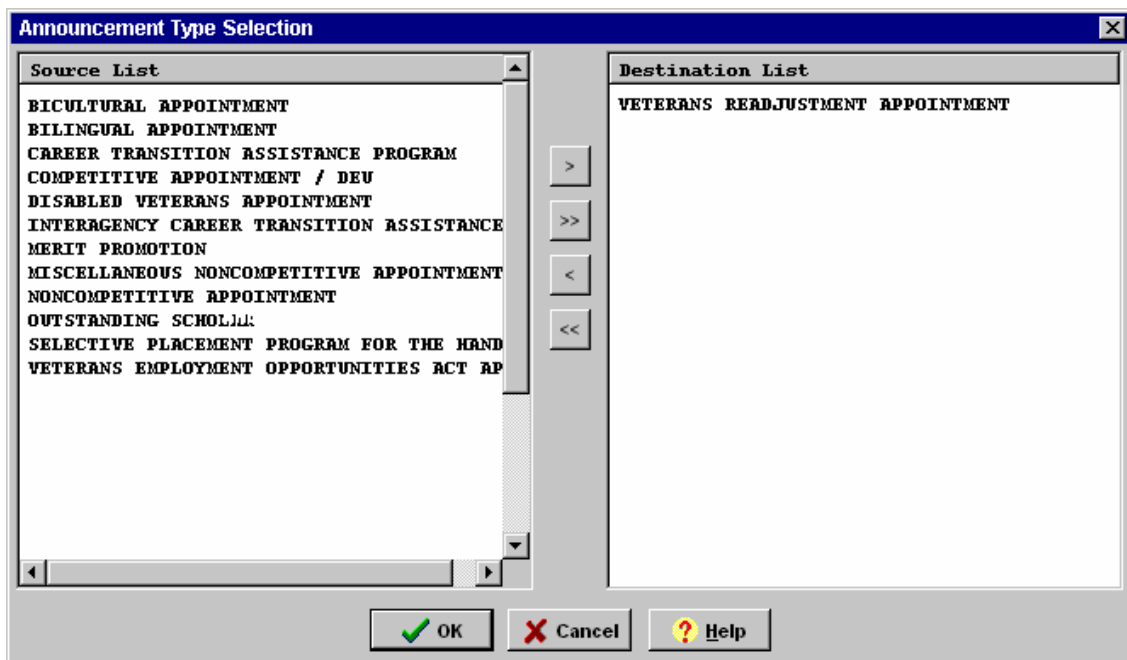 Announcement Type Selection
Source List
BICULTURAL APPOINTMENT
BILINGUAL APPOINTMENT
CAREER TRANSITION ASSISTANCE PROGRAM
COMPETITIVE APPOINTMENT / DEU
DISABLED VETERANS APPOINTMENT
INTERAGENCY CAREER TRANSITION ASSISTANCE
MERIT PROMOTION
MISCELLANEOUS NONCOMPETITIVE APPOINTMENT
NONCOMPETITIVE APPOINTMENT
OUTSTANDING
SELECTIVE PLACEMENT PROGRAM FOR THE HAND
VETERANS EMPLOYMENT OPPORTUNITIES ACT AP
>
>>
<
<<
Destination List
VETERANS READJUSTMENT APPOINTMENT
OK
Cancel
? Help